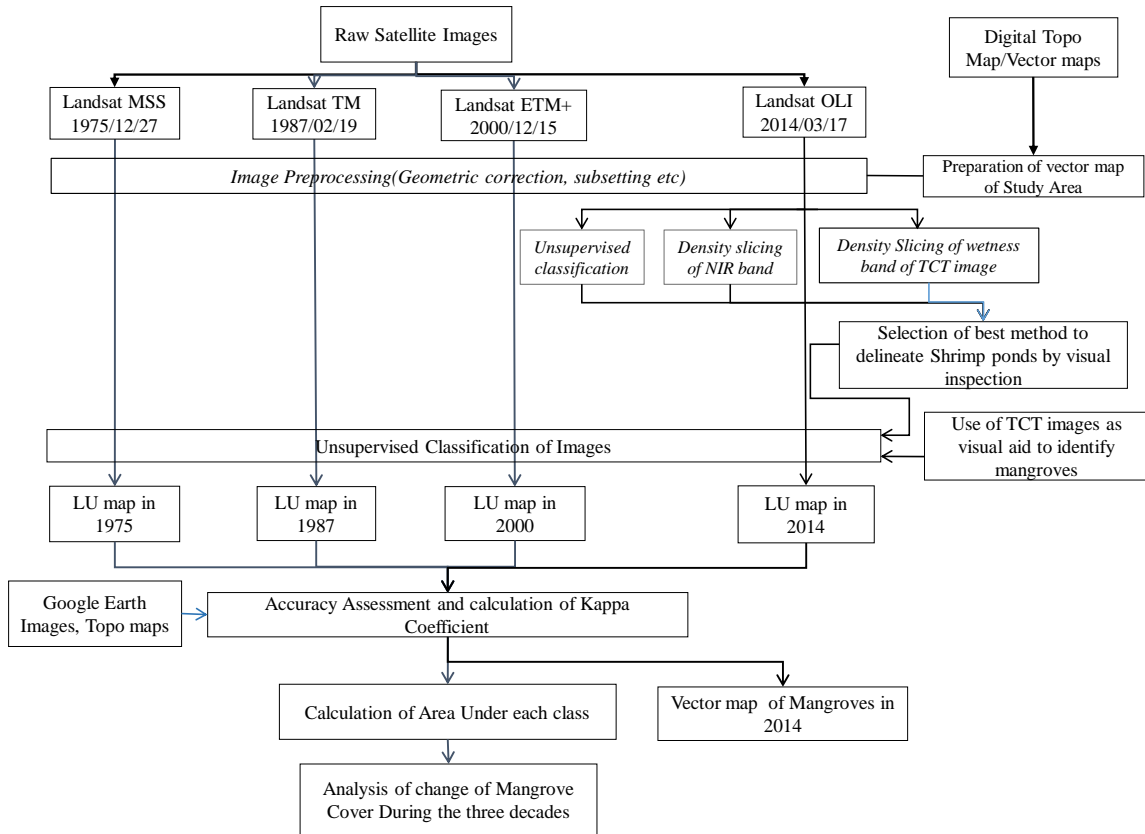 Raw Satellite Images
Digital Topo
Map/Vector maps
Landsat MSS
1975/12/27
Landsat TM
1987/02/19
Landsat ETM+
2000/12/15
Landsat OLI
2014/03/17
Image Preprocessing(Geometric correction, subsetting etc)
Preparation of vector map
of Study Area
Unsupervised
classification
Density slicing
of NIR band
Density Slicing of wetness
band of TCT image
Selection of best method to
delineate Shrimp ponds by visual
inspection
Unsupervised Classification of Images
Use of TCT images as
visual aid to identify
mangroves
LU map in
1975
LU map in
1987
LU map in
2000
LU map in
2014
Google Earth
Images, Topo maps
Accuracy Assessment and calculation of Kappa
Coefficient
Calculation of Area Under each class
Vector map of Mangroves in
2014
Analysis of change of Mangrove
Cover During the three decades